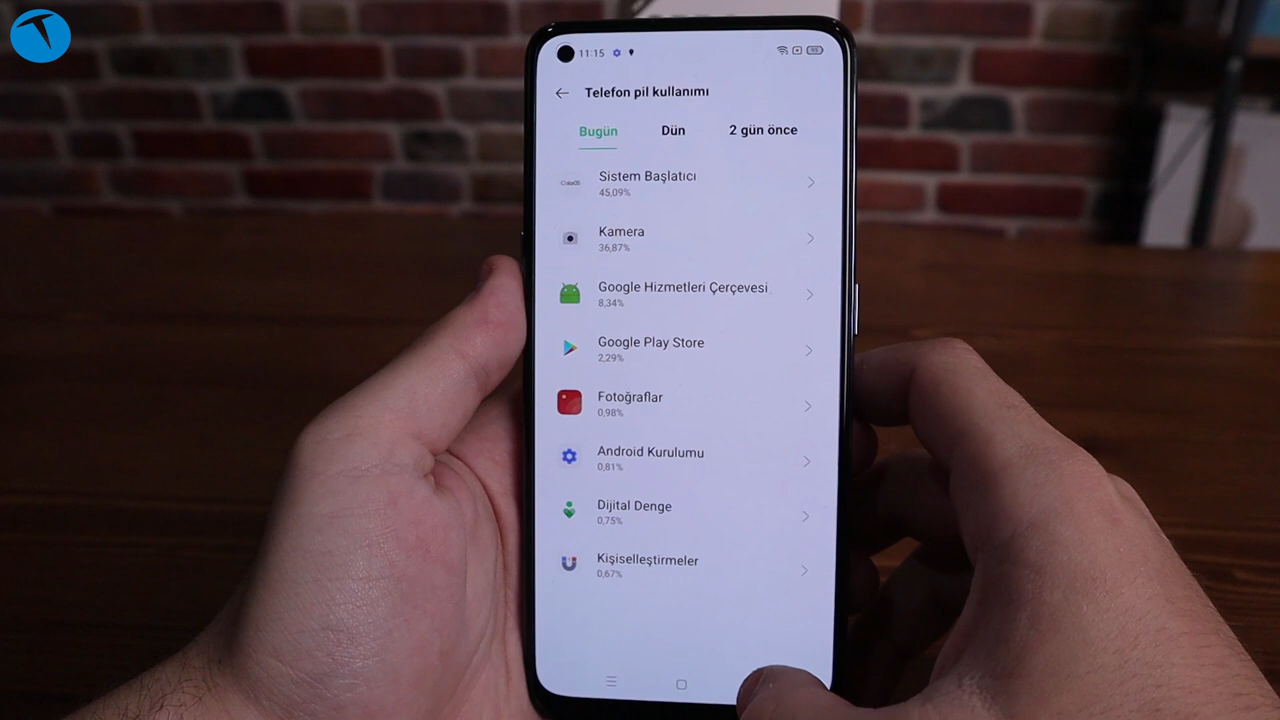 11:15
Telefon pil kullanımı
Bugün Dün 2 gün önce
Sistem Başlatıcı
45,09%
Kamera
36,87%
Google Hizmetleri Çerçevesi
8,34%
Google Play Store
2,29%
Fotoğraflar
0,98%
Android Kurulumu
0,81%
Dijital Denge
0,75%
Kişiselleştirmeler
0,67%